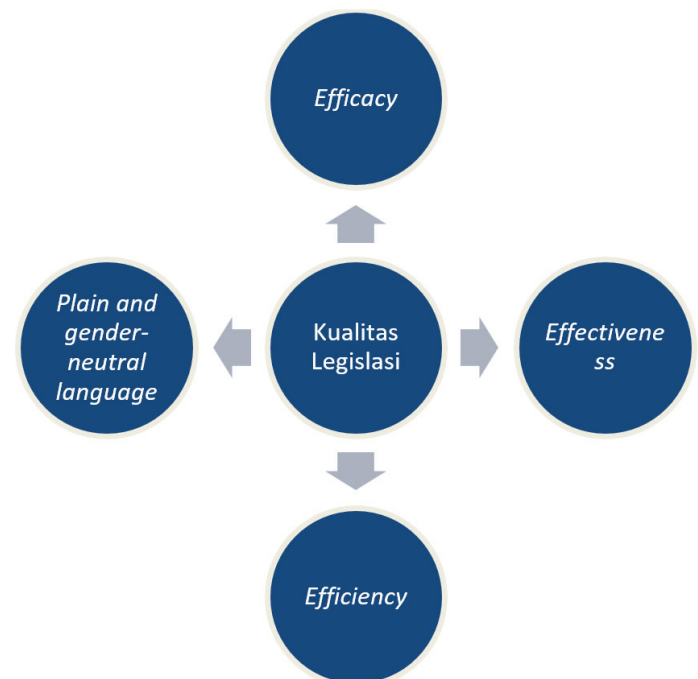 Efficacy
Plain and
gender-
neutral
language
Kualitas
Legislasi
Effectivene
ss
Efficiency